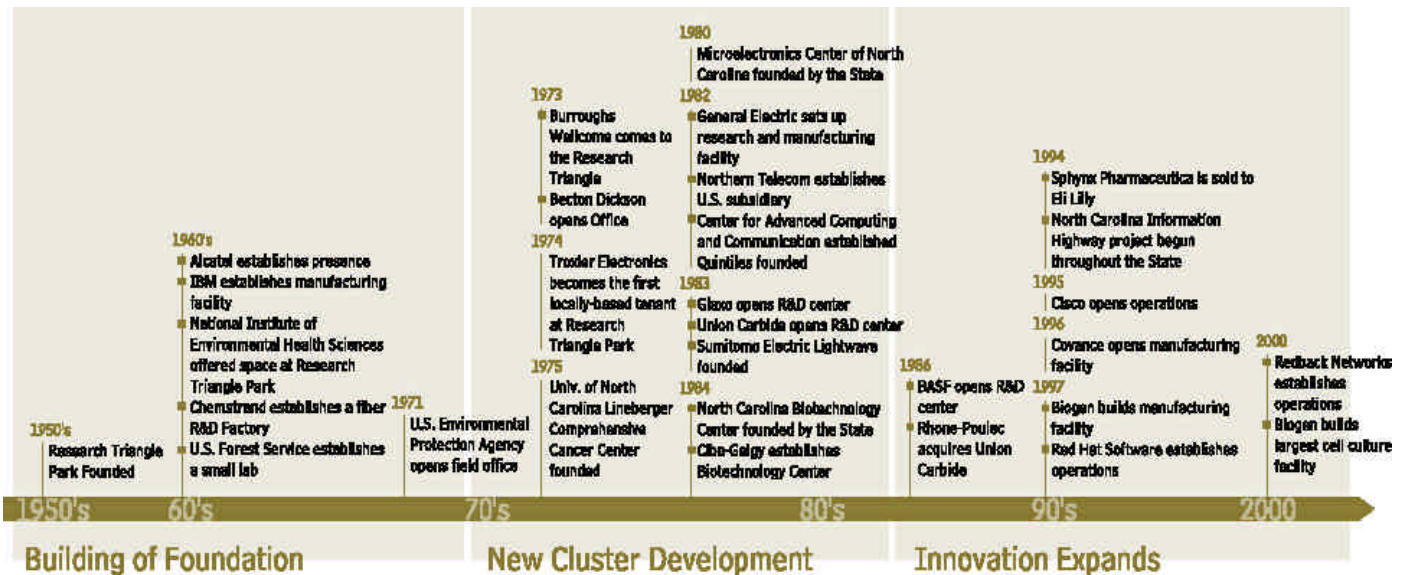 1950's
Research Triangle
Park Founded
1960's
Alcatel establishes presence
IBM establishes manufacturing
facility
National Institute of
Environmental Health Sciences
offered space at Research
Triangle Park
Chemstrand establishes a fiber
R&D Factory
U.S. Forest Service establishes
a small lab
1971
U.S. Environmental
Protection Agency
opens field office
1973
Burroughs
Wellcome comes to
the Research
Triangle
Becton Dickson
opens Office
1974
Troxler Electronics
becomes the first
locally-based tenant
at Research
Triangle Park
1975
Univ. of North
Carolina Lineberger
Comprehensive
Cancer Center
founded
1980
Microelectronics Center of North
Carolina founded by the State
1982
General Electric sets up
research and manufacturing
facility
Northern Telecom establishes
U.S. subsidiary
Center for Advanced Computing
and Communication established
Quintiles founded
1983
Glaxo opens R&D center
Union Carbide opens R&D center
Sumitomo Electric Lightwave
founded
1984
North Carolina Biotechnology
Center founded by the State
Ciba-Geigy establishes
Biotechnology Center
1986
BASF opens R&D
center
Rhone-Poulec
acquires Union
Carbide
1994
Sphynx Pharmaceutica is sold to
Eli Lilly
North Carolina Information
Highway project begun
throughout the State
1995
Cisco opens operations
1996
Covance opens manufacturing
facility
1997
Biogen builds manufacturing
facility
Red Hat Software establishes
operations
2000
Redback Networks
establishes
operations
Biogen builds
largest cell culture
facility
1950's 60's 70's 80's 90's 2000
Building of Foundation
New Cluster Development
Innovation Expands